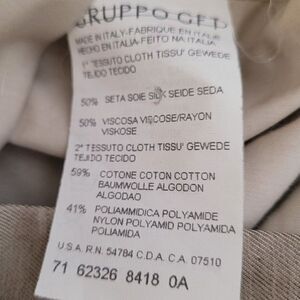 GRUPPO GFT
MADE IN ITALY-FABRIQUE EN ITALIE
HECHO EN ITALIA-FEITO NA ITALIA
1° TESSUTO CLOTH TISSU' GEWEDE
TEJIDO TECIDO
50% SETA SOIE SILK SEIDE SEDA
50% VISCOSA VISCOSE/RAYON
VISKOSE
2° TESSUTO CLOTH TISSU' GEWEDE
TEJIDO TECIDO
59% COTONE COTON COTTON
BAUMWOLLE ALGODON
ALGODAO
41% POLIAMMIDICA POLYAMIDE
NYLON POLYAMID POLYAMIDA
POLIAMIDA
U.S.A. R.N. 54784 C.D.A. C.A. 07510
71 62326 8418 0A